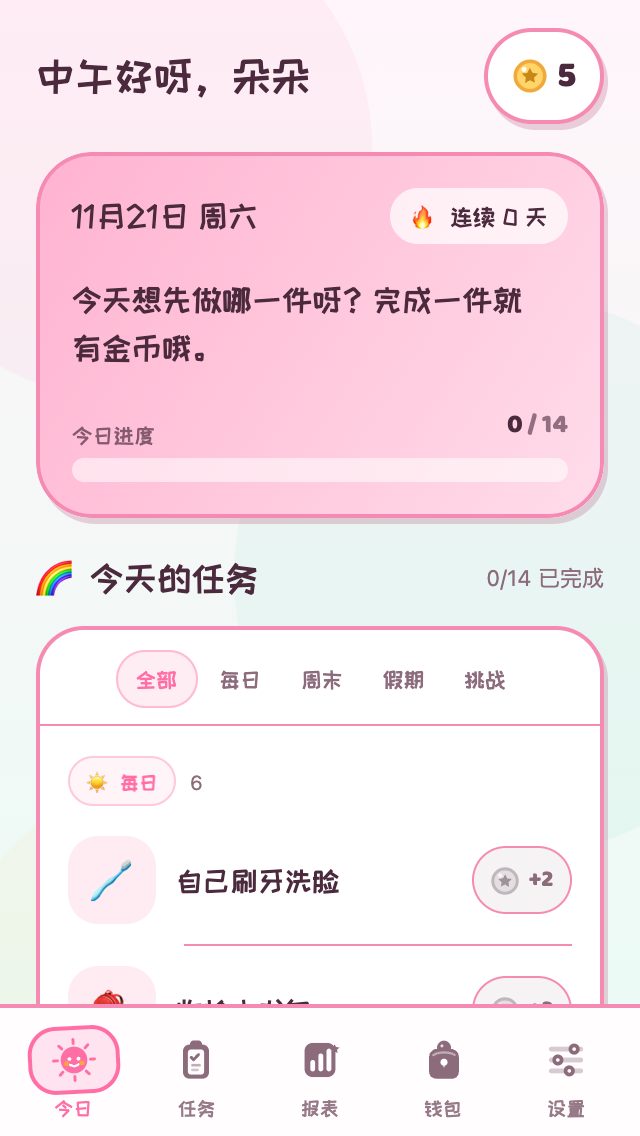 中午好呀，朵朵
5
11月21日 周六
连续 0 天
今天想先做哪一件呀？完成一件就
有金币哦。
今日进度
0 / 14
今天的任务
0/14 已完成
全部 每日 周末 假期 挑战
每日 6
自己刷牙洗脸
+2
今日 任务 报表 钱包 设置